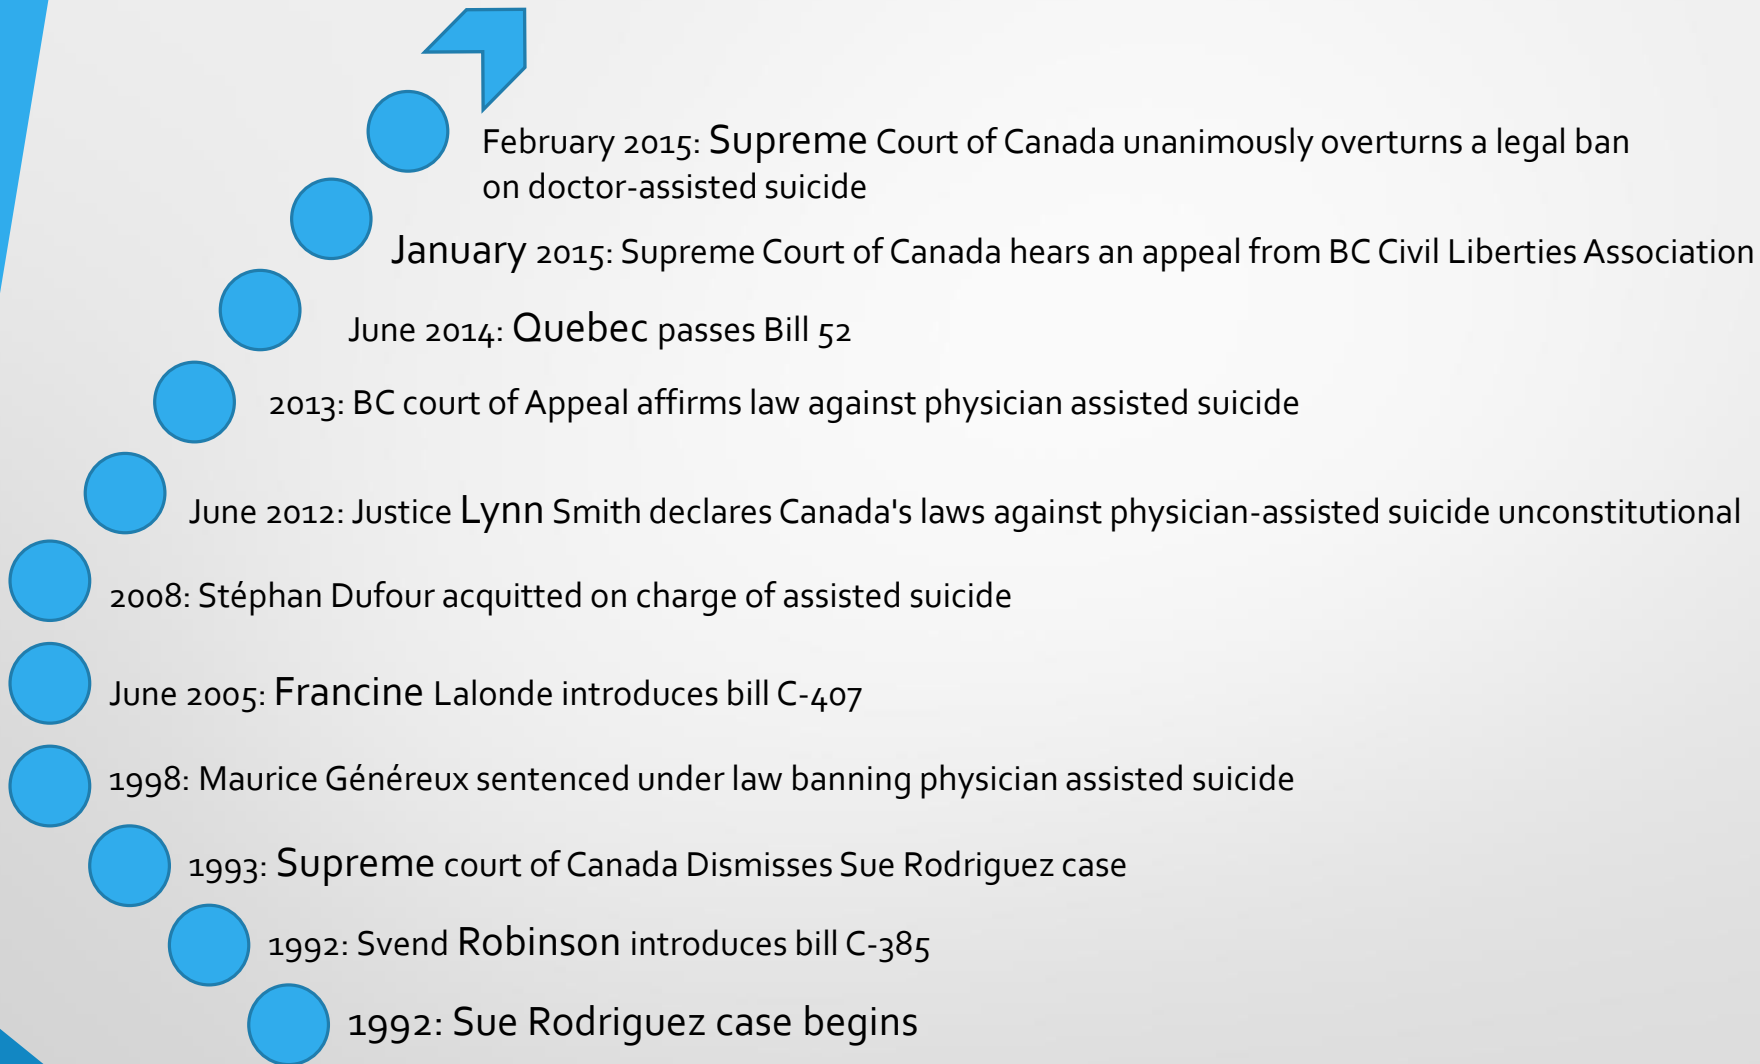 February 2015: Supreme Court of Canada unanimously overturns a legal ban
on doctor-assisted suicide
January 2015: Supreme Court of Canada hears an appeal from BC Civil Liberties Association
June 2014: Quebec passes Bill 52
2013: BC court of Appeal affirms law against physician assisted suicide
June 2012: Justice Lynn Smith declares Canada's laws against physician-assisted suicide unconstitutional
2008: Stéphan Dufour acquitted on charge of assisted suicide
June 2005: Francine Lalonde introduces bill C-407
1998: Maurice Généreux sentenced under law banning physician assisted suicide
1993: Supreme court of Canada Dismisses Sue Rodriguez case
1992: Svend Robinson introduces bill C-385
1992: Sue Rodriguez case begins